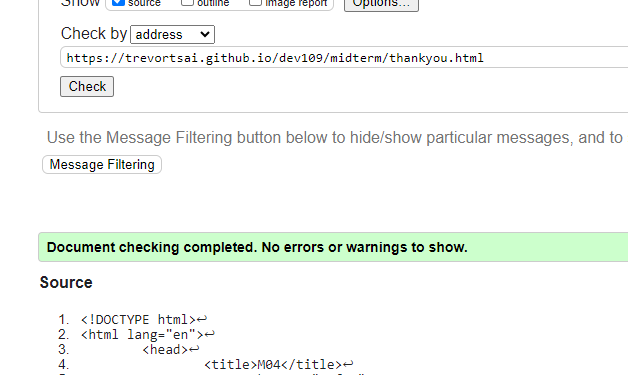 Show source outline image report Options...
Check by address
https://trevortsai.github.io/dev109/midterm/thankyou.html
Check
Use the Message Filtering button below to hide/show particular messages, and to
Message Filtering
Document checking completed. No errors or warnings to show.
Source
1. <!DOCTYPE html>↩
2. <html lang="en">↩
3. <head>↩
4. <title>M04</title>↩